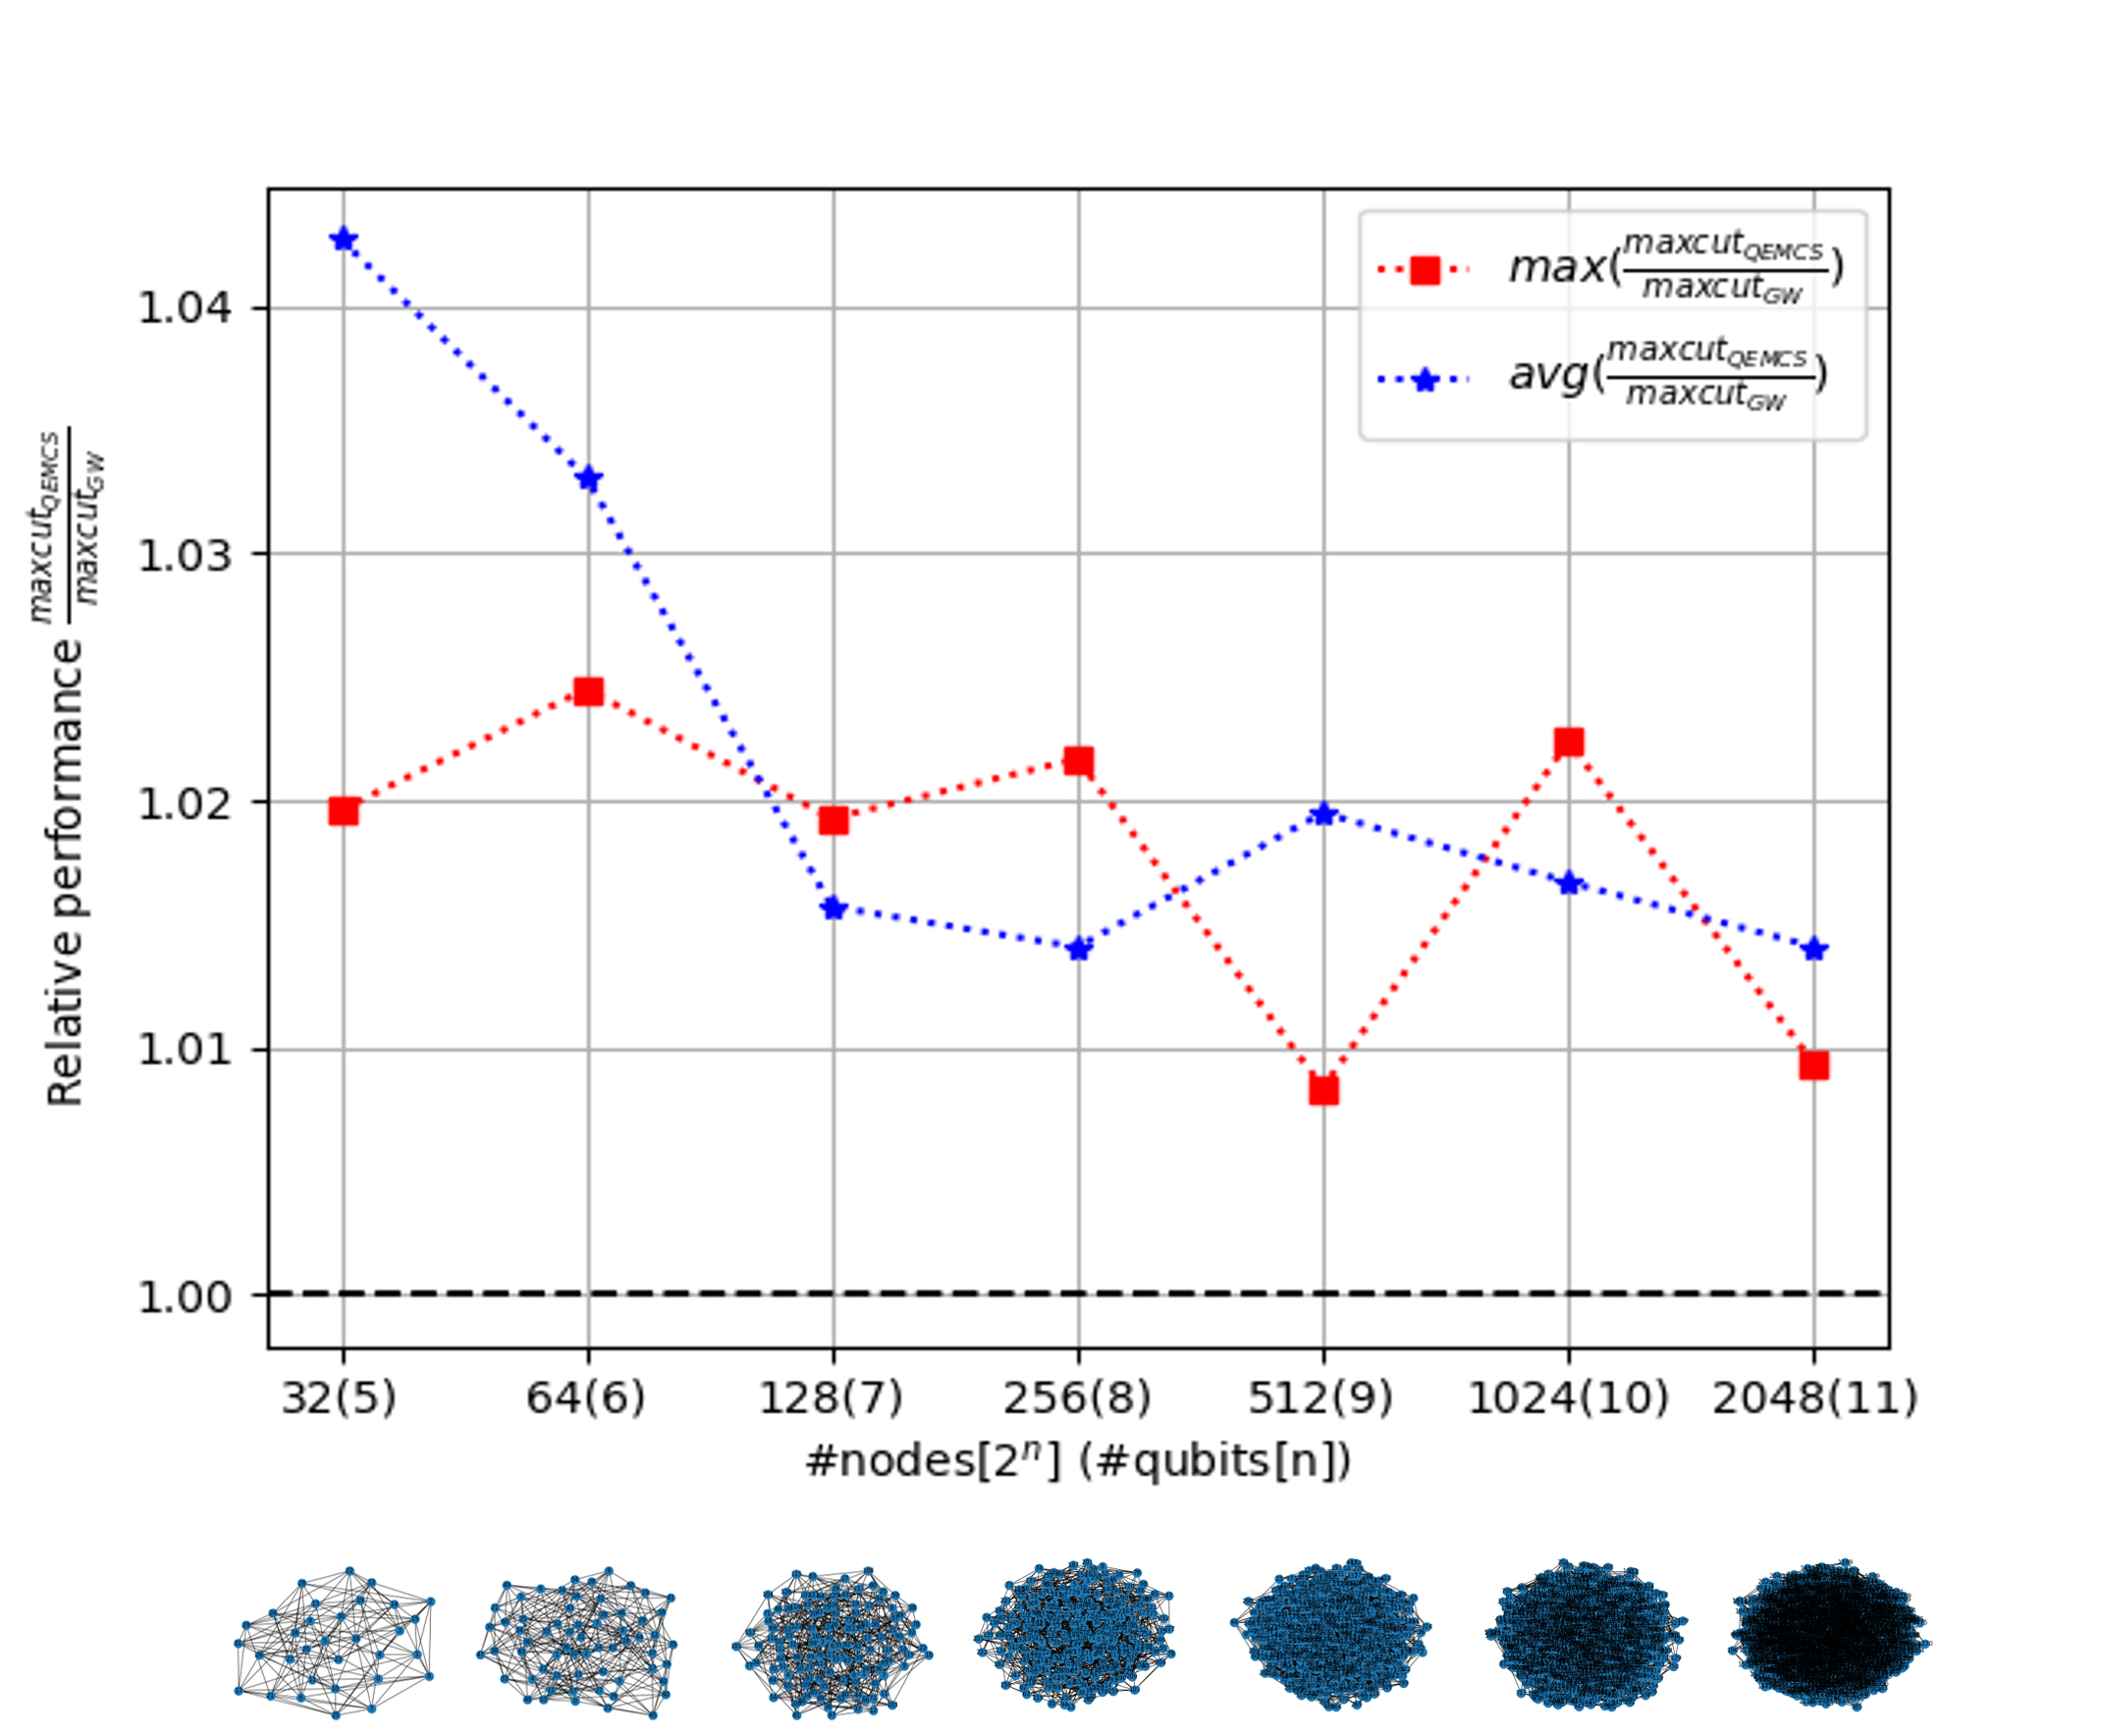 max(maxcut_QEMCS/maxcut_GW)
avg(maxcut_QEMCS/maxcut_GW)
Relative performance maxcut_QEMCS/maxcut_GW
1.04
1.03
1.02
1.01
1.00
32(5) 64(6) 128(7) 256(8) 512(9) 1024(10) 2048(11)
#nodes[2^n] (#qubits[n])